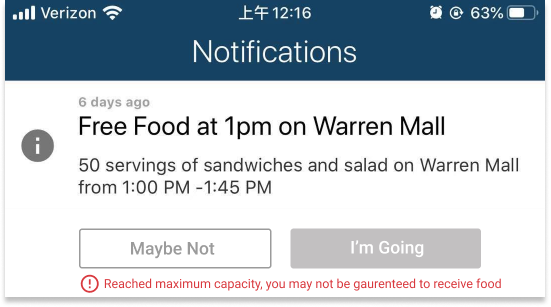 Verizon 上午12:16 63%
Notifications
6 days ago
Free Food at 1pm on Warren Mall
50 servings of sandwiches and salad on Warren Mall
from 1:00 PM -1:45 PM
Maybe Not I'm Going
Reached maximum capacity, you may not be gaurenteed to receive food